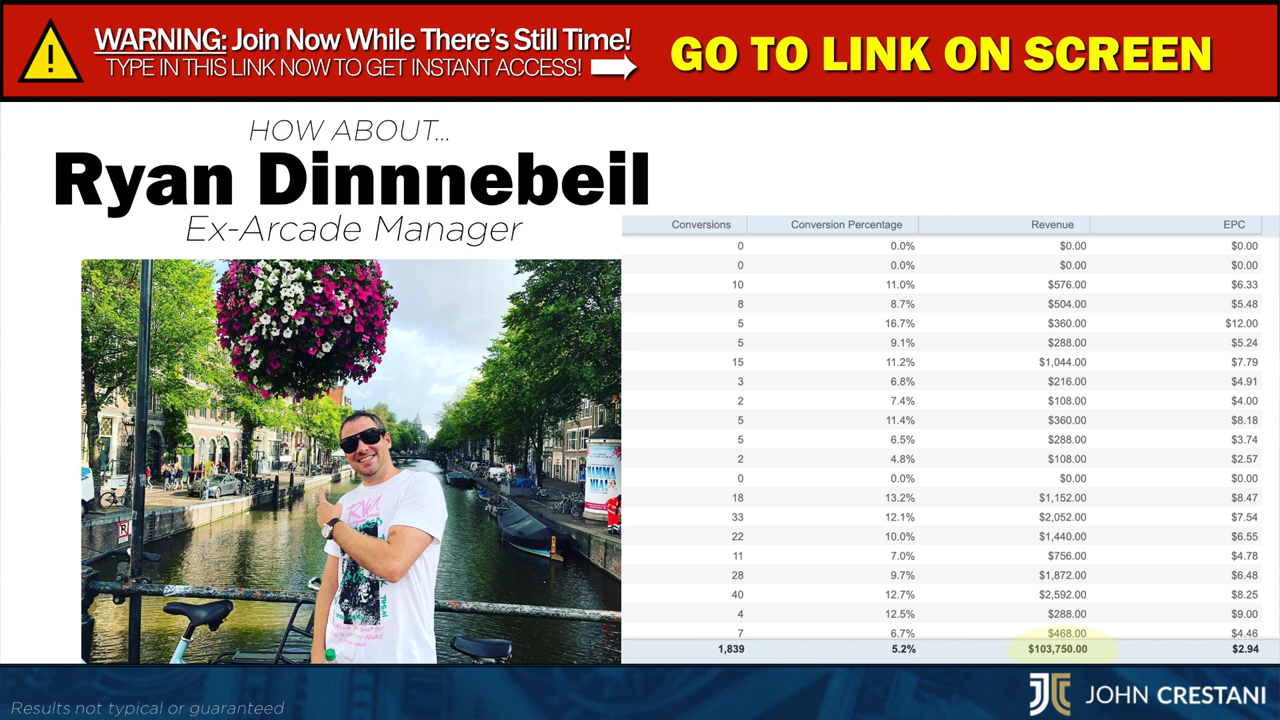 WARNING: Join Now While There's Still Time!
TYPE IN THIS LINK NOW TO GET INSTANT ACCESS!
GO TO LINK ON SCREEN
HOW ABOUT...
Ryan Dinnnebeil
Ex-Arcade Manager
Conversions Conversion Percentage Revenue EPC
0 0.0% $0.00 $0.00
0 0.0% $0.00 $0.00
10 11.0% $576.00 $6.33
8 8.7% $504.00 $5.48
5 16.7% $360.00 $12.00
5 9.1% $288.00 $5.24
15 11.2% $1,044.00 $7.79
3 6.8% $216.00 $4.91
2 7.4% $108.00 $4.00
5 11.4% $360.00 $8.18
5 6.5% $288.00 $3.74
2 4.8% $108.00 $2.57
0 0.0% $0.00 $0.00
18 13.2% $1,152.00 $8.47
33 12.1% $2,052.00 $7.54
22 10.0% $1,440.00 $6.55
11 7.0% $756.00 $4.78
28 9.7% $1,872.00 $6.48
40 12.7% $2,592.00 $8.25
4 12.5% $288.00 $9.00
7 6.7% $468.00 $4.46
1,839 5.2% $103,750.00 $2.94
MAMMA
MIA!
Results not typical or guaranteed
JOHN CRESTANI